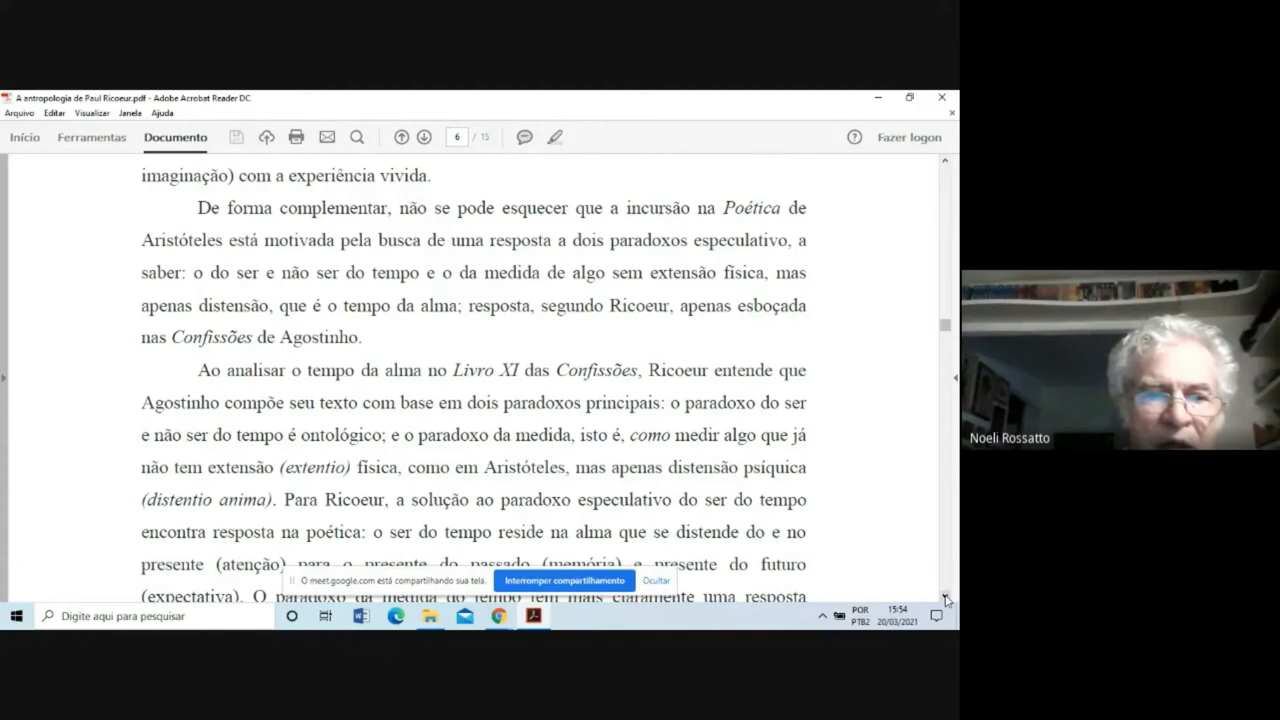 A antropologia de Paul Ricoeur.pdf - Adobe Acrobat Reader DC
Arquivo Editar Visualizar Janela Ajuda
Início Ferramentas Documento 6 / 15 Fazer logon
imaginação) com a experiência vivida.
De forma complementar, não se pode esquecer que a incursão na Poética de
Aristóteles está motivada pela busca de uma resposta a dois paradoxos especulativo, a
saber: o do ser e não ser do tempo e o da medida de algo sem extensão física, mas
apenas distensão, que é o tempo da alma; resposta, segundo Ricoeur, apenas esboçada
nas Confissões de Agostinho.
Ao analisar o tempo da alma no Livro XI das Confissões, Ricoeur entende que
Agostinho compõe seu texto com base em dois paradoxos principais: o paradoxo do ser
e não ser do tempo é ontológico; e o paradoxo da medida, isto é, como medir algo que já
não tem extensão (extentio) física, como em Aristóteles, mas apenas distensão psíquica
(distentio anima). Para Ricoeur, a solução ao paradoxo especulativo do ser do tempo
encontra resposta na poética: o ser do tempo reside na alma que se distende do e no
presente (atenção) para o presente do passado (memória) e presente do futuro
(expectativa). O paradoxo da medida do tempo tem mais claramente uma resposta
O meet.google.com está compartilhando sua tela. Interromper compartilhamento Ocultar
Digite aqui para pesquisar
POR
PTB2
15:54
20/03/2021
Noeli Rossatto